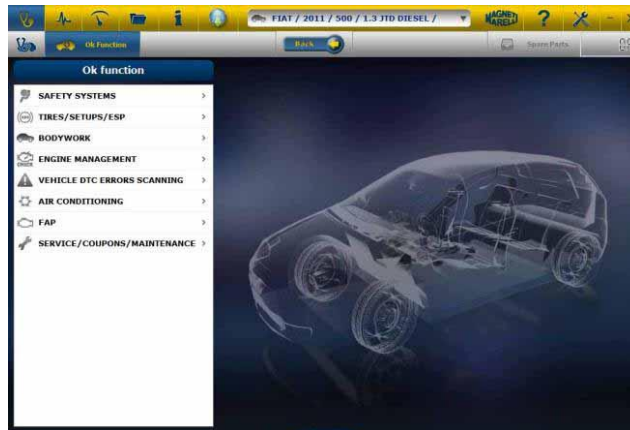 FIAT / 2011 / 500 / 1.3 JTD DIESEL /
MAGNETI
MARELLI
?
Ok Function
Back
Spare Parts
Ok function
SAFETY SYSTEMS
TIRES/SETUPS/ESP
BODYWORK
ENGINE MANAGEMENT
VEHICLE DTC ERRORS SCANNING
AIR CONDITIONING
FAP
SERVICE/COUPONS/MAINTENANCE